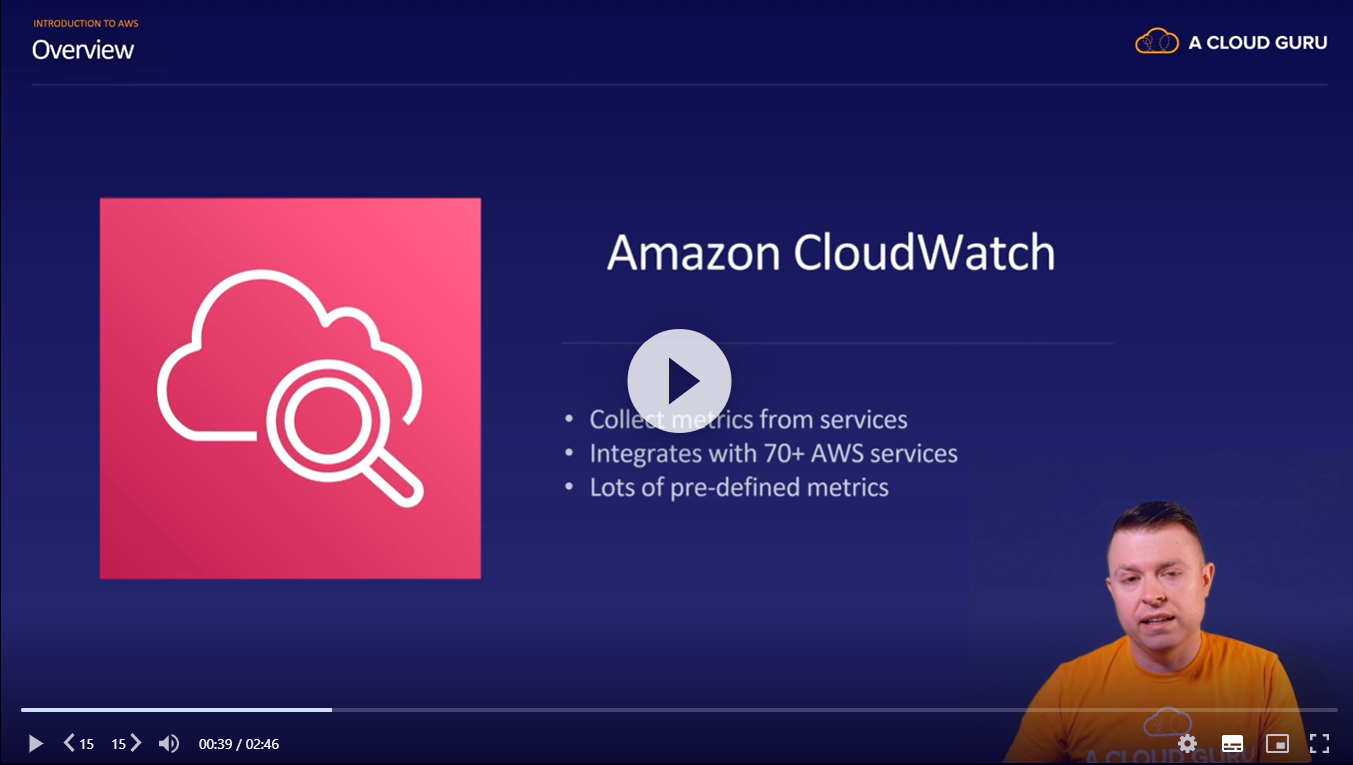 INTRODUCTION TO AWS
Overview
A CLOUD GURU
Amazon CloudWatch
• Collect metrics from services
• Integrates with 70+ AWS services
• Lots of pre-defined metrics
A CLOUD GURU
15 15 00:39 / 02:46